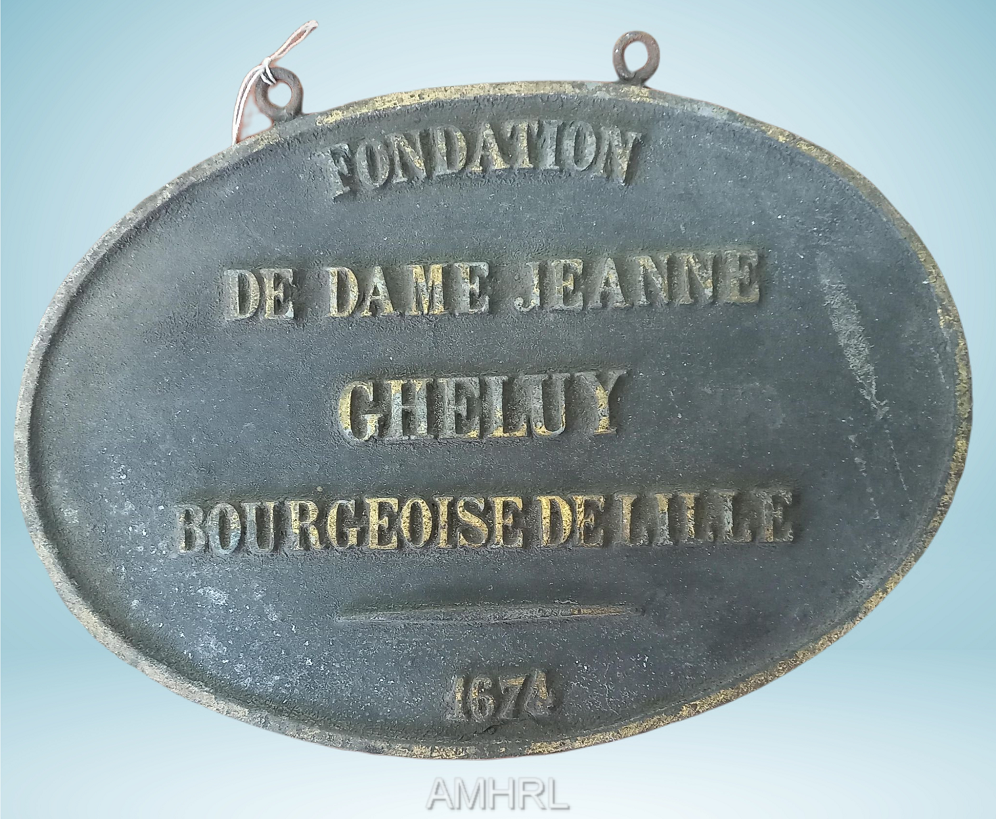 FONDATION
DE DAME JEANNE
GHELUY
BOURGEOISE DE LILLE
1674
AMHRL